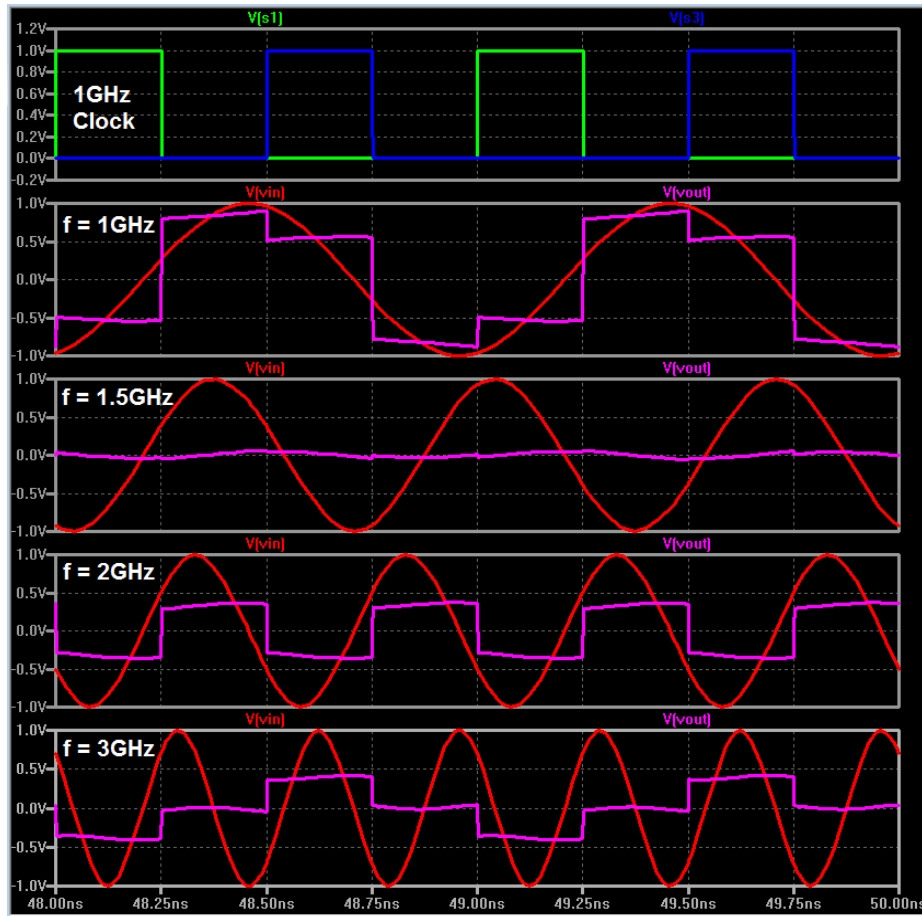 V(s1) V(s3)
1.2V
1.0V
0.8V
0.6V
0.4V
0.2V
0.0V
-0.2V
1GHz
Clock
V(vin) V(vout)
1.0V
0.5V
0.0V
-0.5V
-1.0V
f = 1GHz
V(vin) V(vout)
1.0V
0.5V
0.0V
-0.5V
-1.0V
f = 1.5GHz
V(vin) V(vout)
1.0V
0.5V
0.0V
-0.5V
-1.0V
f = 2GHz
V(vin) V(vout)
1.0V
0.5V
0.0V
-0.5V
-1.0V
f = 3GHz
48.00ns 48.25ns 48.50ns 48.75ns 49.00ns 49.25ns 49.50ns 49.75ns 50.00ns